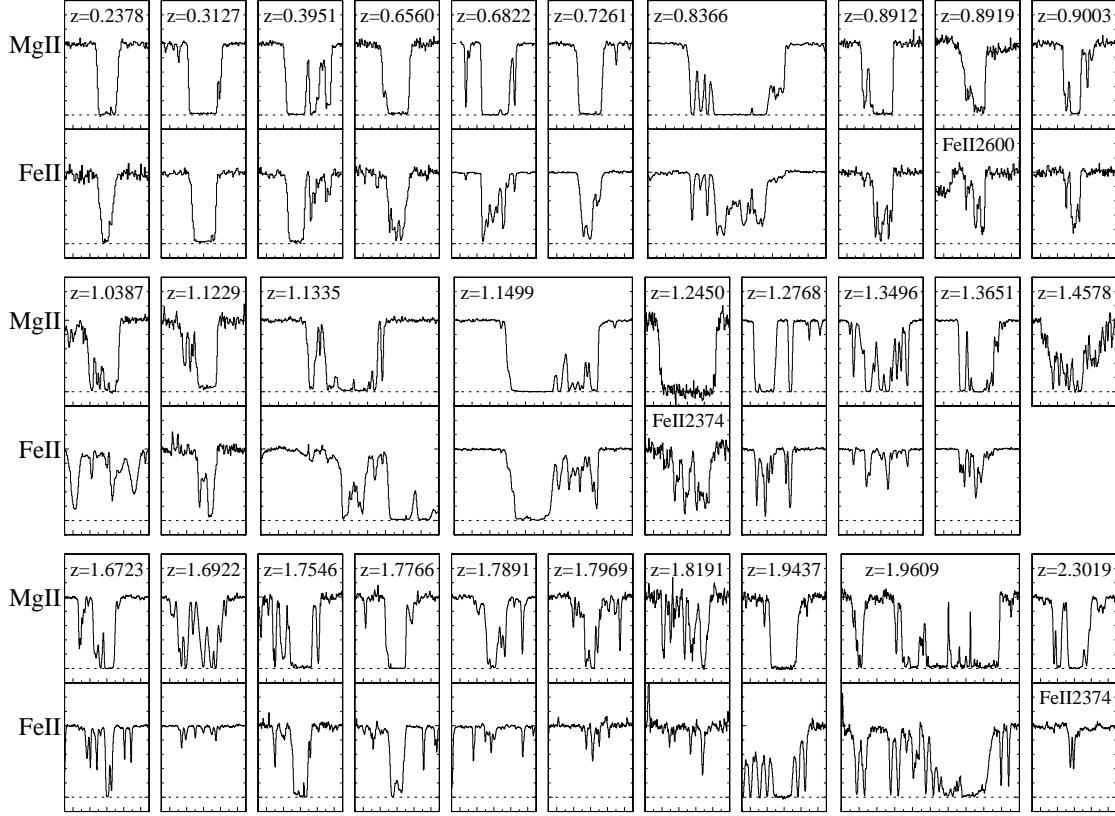 z=0.2378 z=0.3127 z=0.3951 z=0.6560 z=0.6822 z=0.7261 z=0.8366 z=0.8912 z=0.8919 z=0.9003
MgII
FeII2600
FeII
z=1.0387 z=1.1229 z=1.1335 z=1.1499 z=1.2450 z=1.2768 z=1.3496 z=1.3651 z=1.4578
MgII
FeII2374
FeII
z=1.6723 z=1.6922 z=1.7546 z=1.7766 z=1.7891 z=1.7969 z=1.8191 z=1.9437 z=1.9609 z=2.3019
MgII
FeII2374
FeII